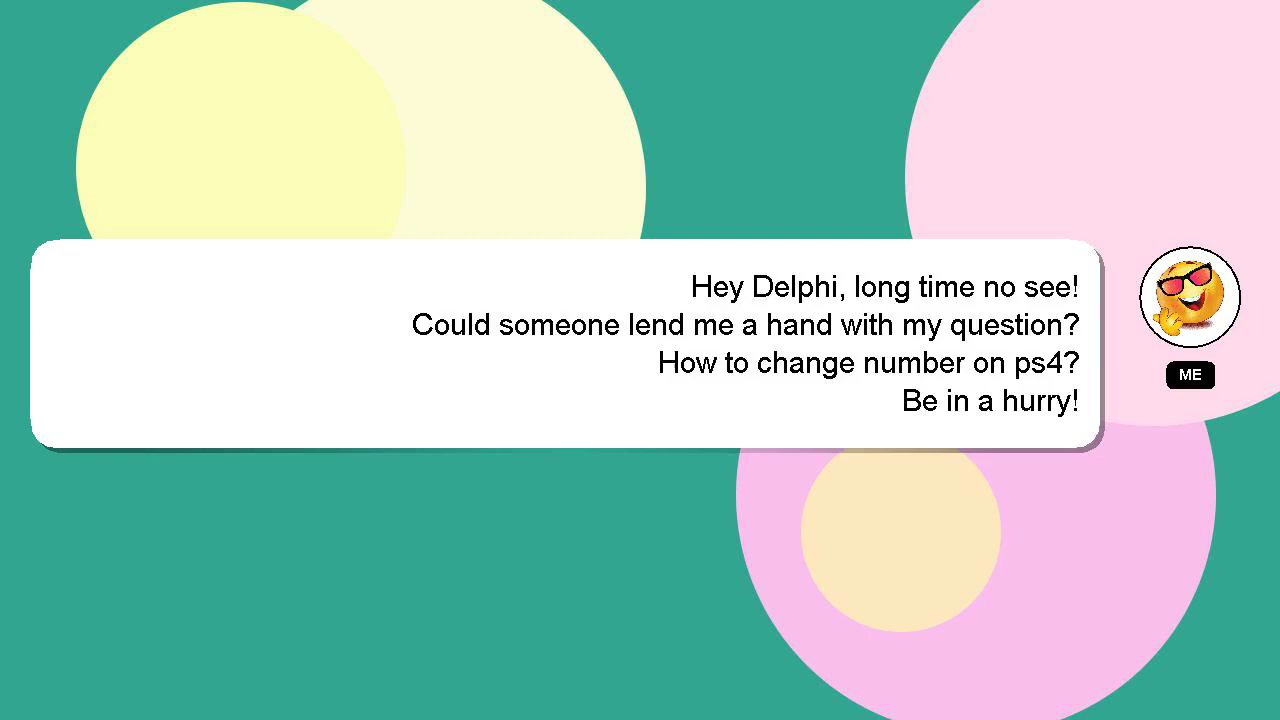 Hey Delphi, long time no see!
Could someone lend me a hand with my question?
How to change number on ps4?
Be in a hurry!
ME